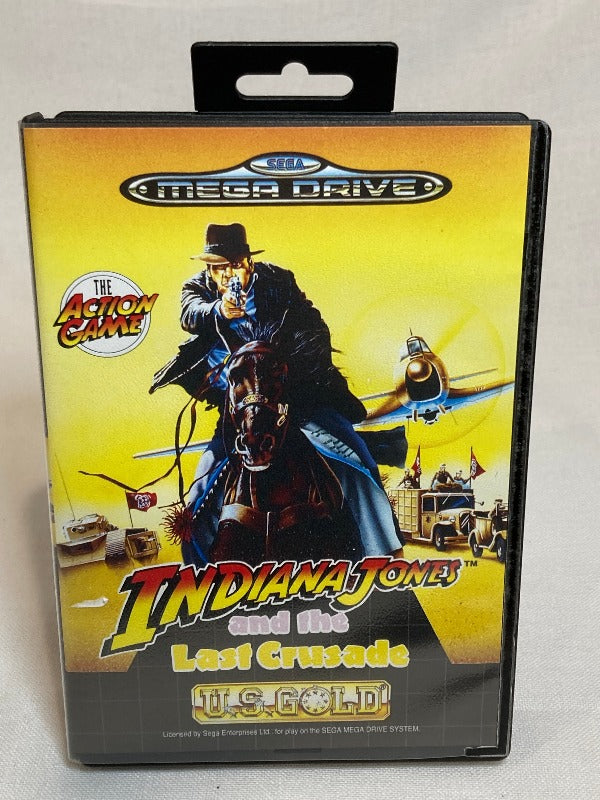 SEGA
MEGA DRIVE
THE
ACTION
GAME
INDIANA JONES™
and the
Last Crusade
U.S. GOLD
Licensed by Sega Enterprises Ltd. for play on the SEGA MEGA DRIVE SYSTEM.